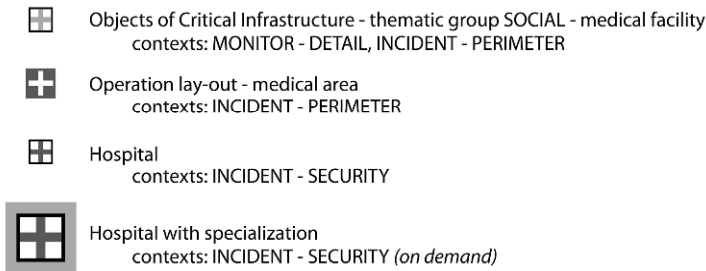 Objects of Critical Infrastructure - thematic group SOCIAL - medical facility
contexts: MONITOR - DETAIL, INCIDENT - PERIMETER
Operation lay-out - medical area
contexts: INCIDENT - PERIMETER
Hospital
contexts: INCIDENT - SECURITY
Hospital with specialization
contexts: INCIDENT - SECURITY (on demand)